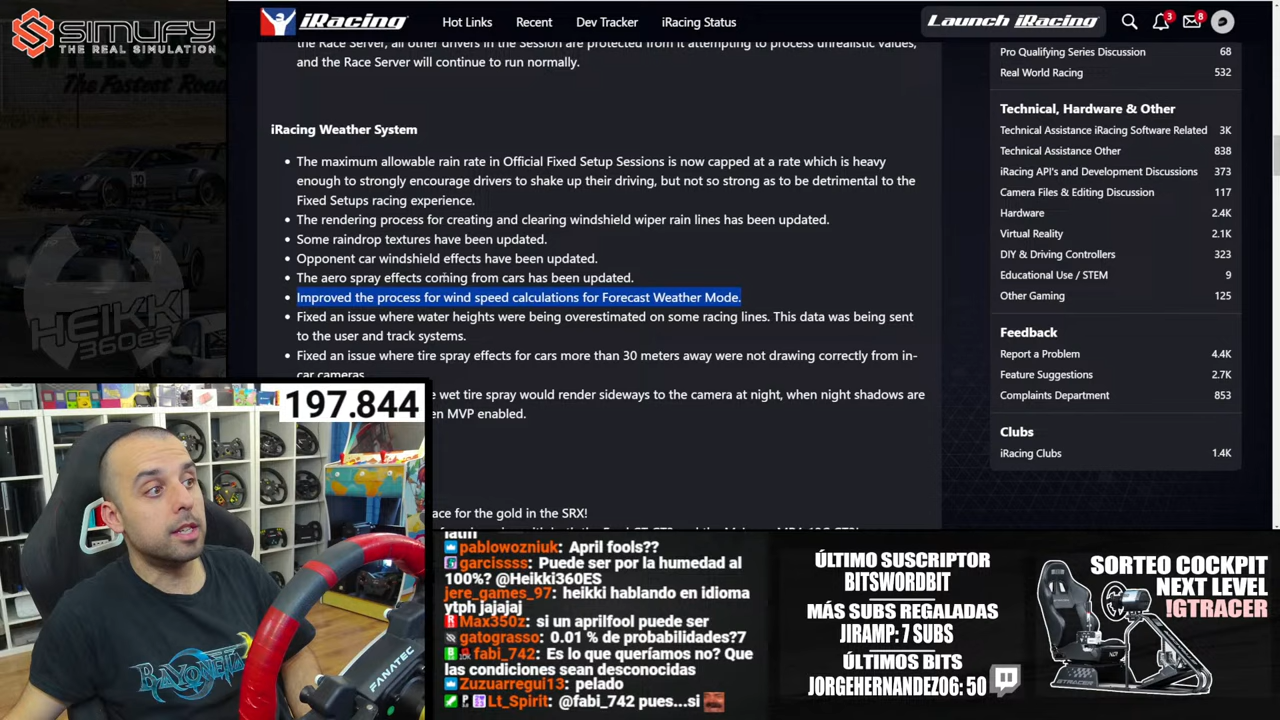 SIMUFY
THE REAL SIMULATION
iRacing
Hot Links
Recent
Dev Tracker
iRacing Status
Launch iRacing
3
8
the Race Server, all other drivers in the Session are protected from it attempting to process unrealistic values,
and the Race Server will continue to run normally.
iRacing Weather System
The maximum allowable rain rate in Official Fixed Setup Sessions is now capped at a rate which is heavy
enough to strongly encourage drivers to shake up their driving, but not so strong as to be detrimental to the
Fixed Setups racing experience.
The rendering process for creating and clearing windshield wiper rain lines has been updated.
Some raindrop textures have been updated.
Opponent car windshield effects have been updated.
The aero spray effects coming from cars has been updated.
Improved the process for wind speed calculations for Forecast Weather Mode.
Fixed an issue where water heights were being overestimated on some racing lines. This data was being sent
to the user and track systems.
Fixed an issue where tire spray effects for cars more than 30 meters away were not drawing correctly from in-
car cameras.
wet tire spray would render sideways to the camera at night, when night shadows are
en MVP enabled.
ace for the gold in the SRX!
Pro Qualifying Series Discussion 68
Real World Racing 532
Technical, Hardware & Other
Technical Assistance iRacing Software Related 3K
Technical Assistance Other 838
iRacing API's and Development Discussions 373
Camera Files & Editing Discussion 117
Hardware 2.4K
Virtual Reality 2.1K
DIY & Driving Controllers 323
Educational Use / STEM 9
Other Gaming 125
Feedback
Report a Problem 4.4K
Feature Suggestions 2.7K
Complaints Department 853
Clubs
iRacing Clubs 1.4K
HEIKKI
360ES
197.844
BAYONETTA
FANATEC
pablowozniuk: April fools??
garcissss: Puede ser por la humedad al
100%? @Heikki360ES
jere_games_97: heikki hablando en idioma
ytph jajajaj
Max350z: si un aprilfool puede ser
gatograsso: 0.01 % de probabilidades?7
fabi_742: Es lo que queríamos no? Que
las condiciones sean desconocidas
Zuzuarregui13: pelado
Lt_Spirit: @fabi_742 pues...si
ÚLTIMO SUSCRIPTOR
BITSWORDBIT
MÁS SUBS REGALADAS
JIRAMP: 7 SUBS
ÚLTIMOS BITS
JORGEHERNANDEZ06: 50
SORTEO COCKPIT
NEXT LEVEL
!GTRACER